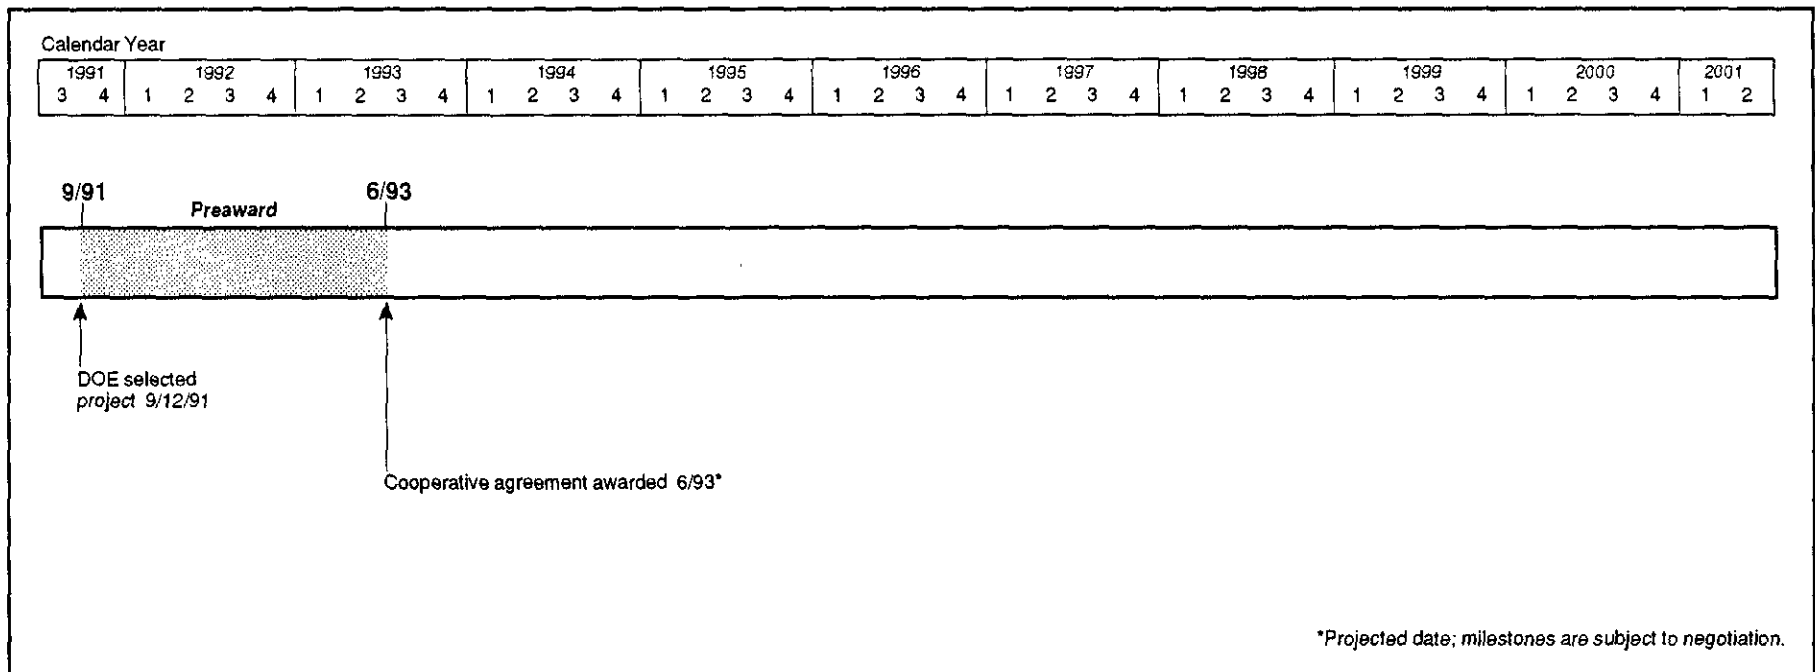 Calendar Year
1991 1992 1993 1994 1995 1996 1997 1998 1999 2000 2001
3 4 1 2 3 4 1 2 3 4 1 2 3 4 1 2 3 4 1 2 3 4 1 2 3 4 1 2 3 4 1 2 3 4 1 2 3 4 1 2
9/91 6/93
Preaward
DOE selected
project 9/12/91
Cooperative agreement awarded 6/93*
*Projected date; milestones are subject to negotiation.